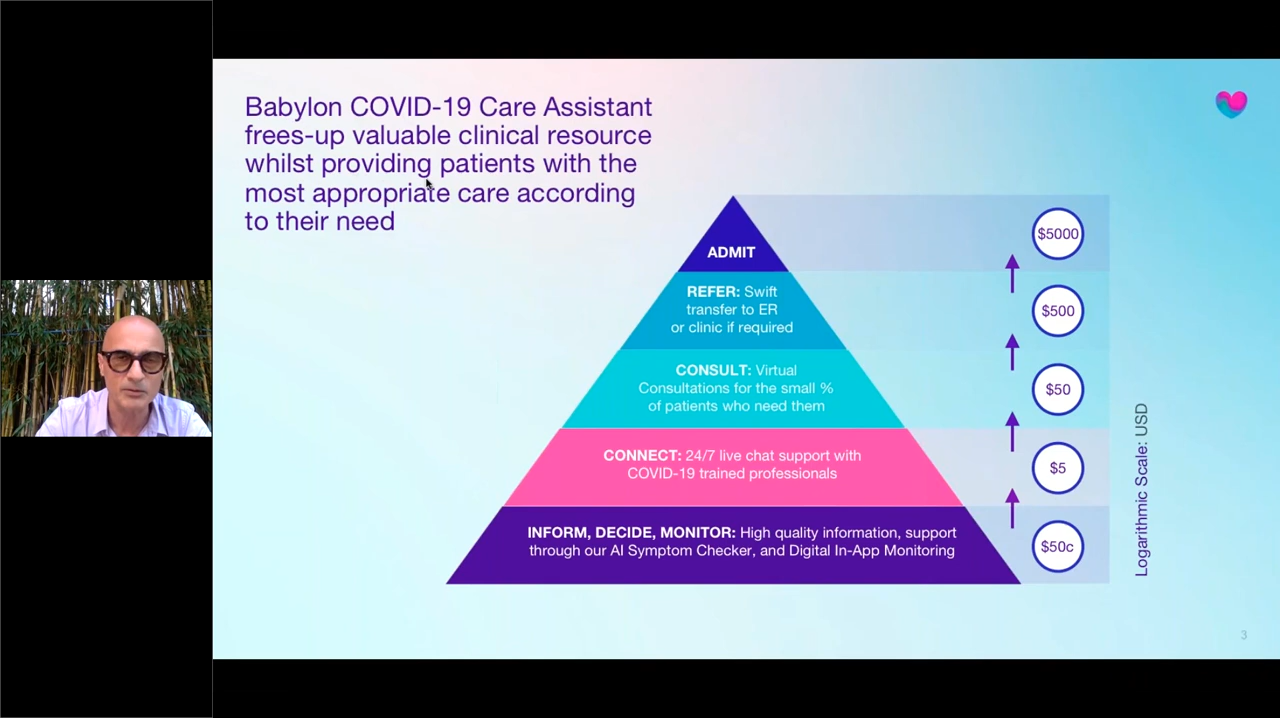 Babylon COVID-19 Care Assistant
frees-up valuable clinical resource
whilst providing patients with the
most appropriate care according
to their need
ADMIT
$5000
REFER: Swift
transfer to ER
or clinic if required
$500
CONSULT: Virtual
Consultations for the small %
of patients who need them
$50
CONNECT: 24/7 live chat support with
COVID-19 trained professionals
$5
INFORM, DECIDE, MONITOR: High quality information, support
through our AI Symptom Checker, and Digital In-App Monitoring
$50c
Logarithmic Scale: USD
3